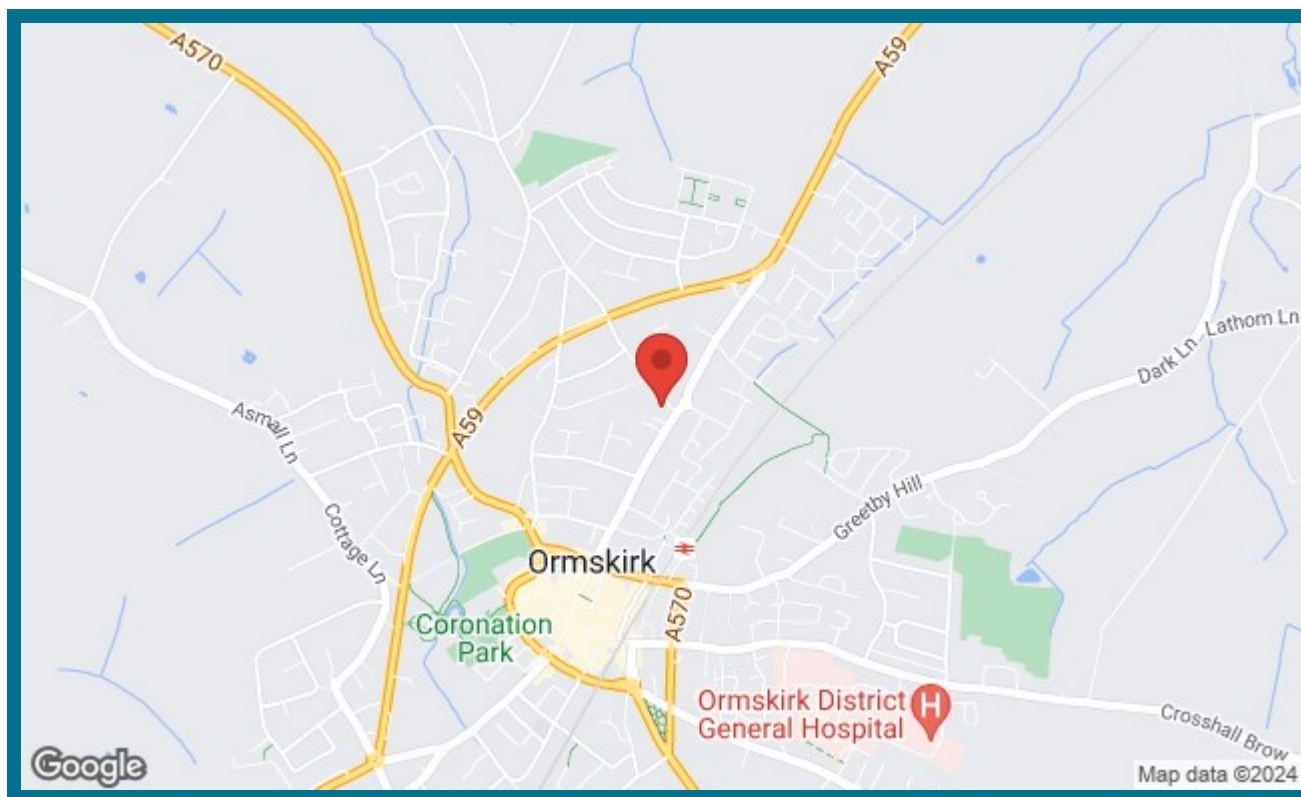 A570
A59
Lathom Ln
Dark Ln
Asmall Ln
A59
Greetby Hill
Cottage Ln
Ormskirk
A570
Coronation
Park
Ormskirk District
General Hospital
H
Crosshall Brow
Google
Map data ©2024